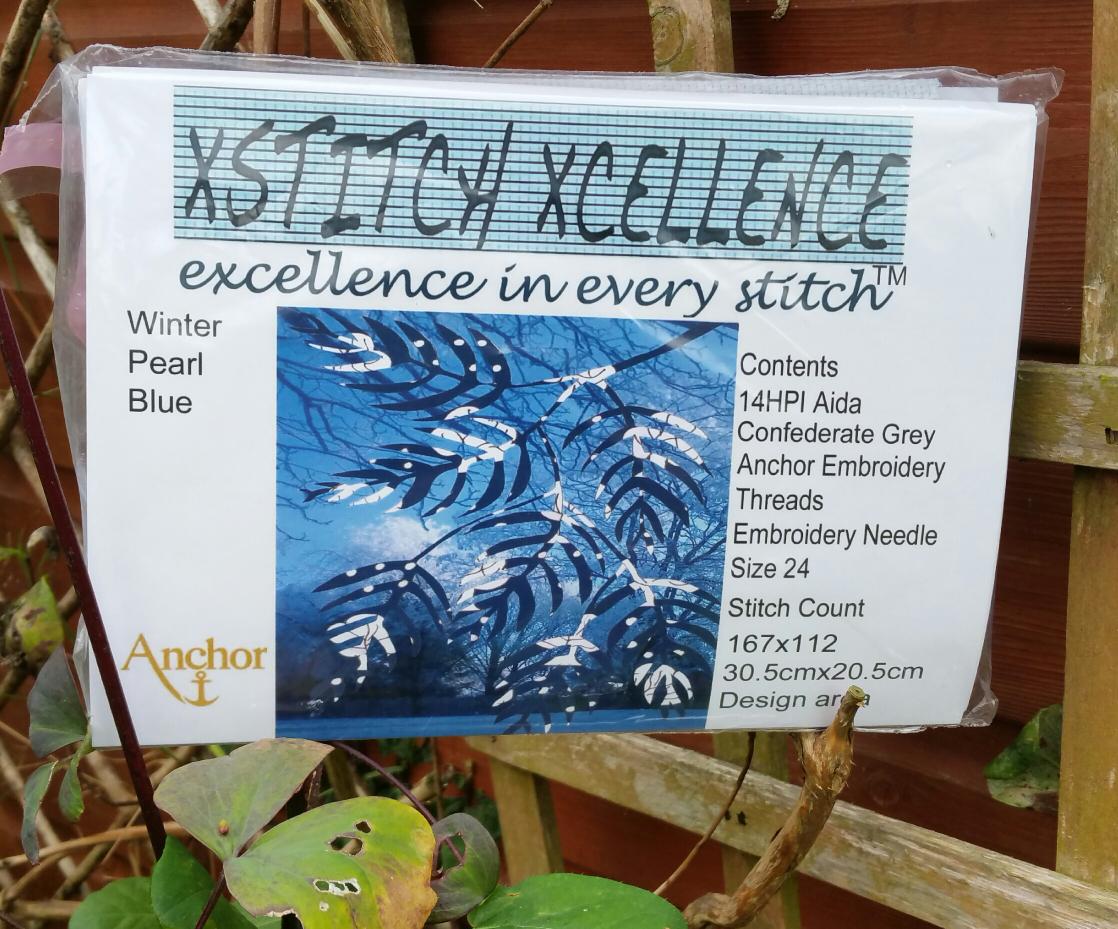 XSTITCH XCELLENCE
excellence in every stitch™
Winter
Pearl
Blue
Contents
14HPI Aida
Confederate Grey
Anchor Embroidery
Threads
Embroidery Needle
Size 24
Stitch Count
167x112
30.5cmx20.5cm
Design area
Anchor